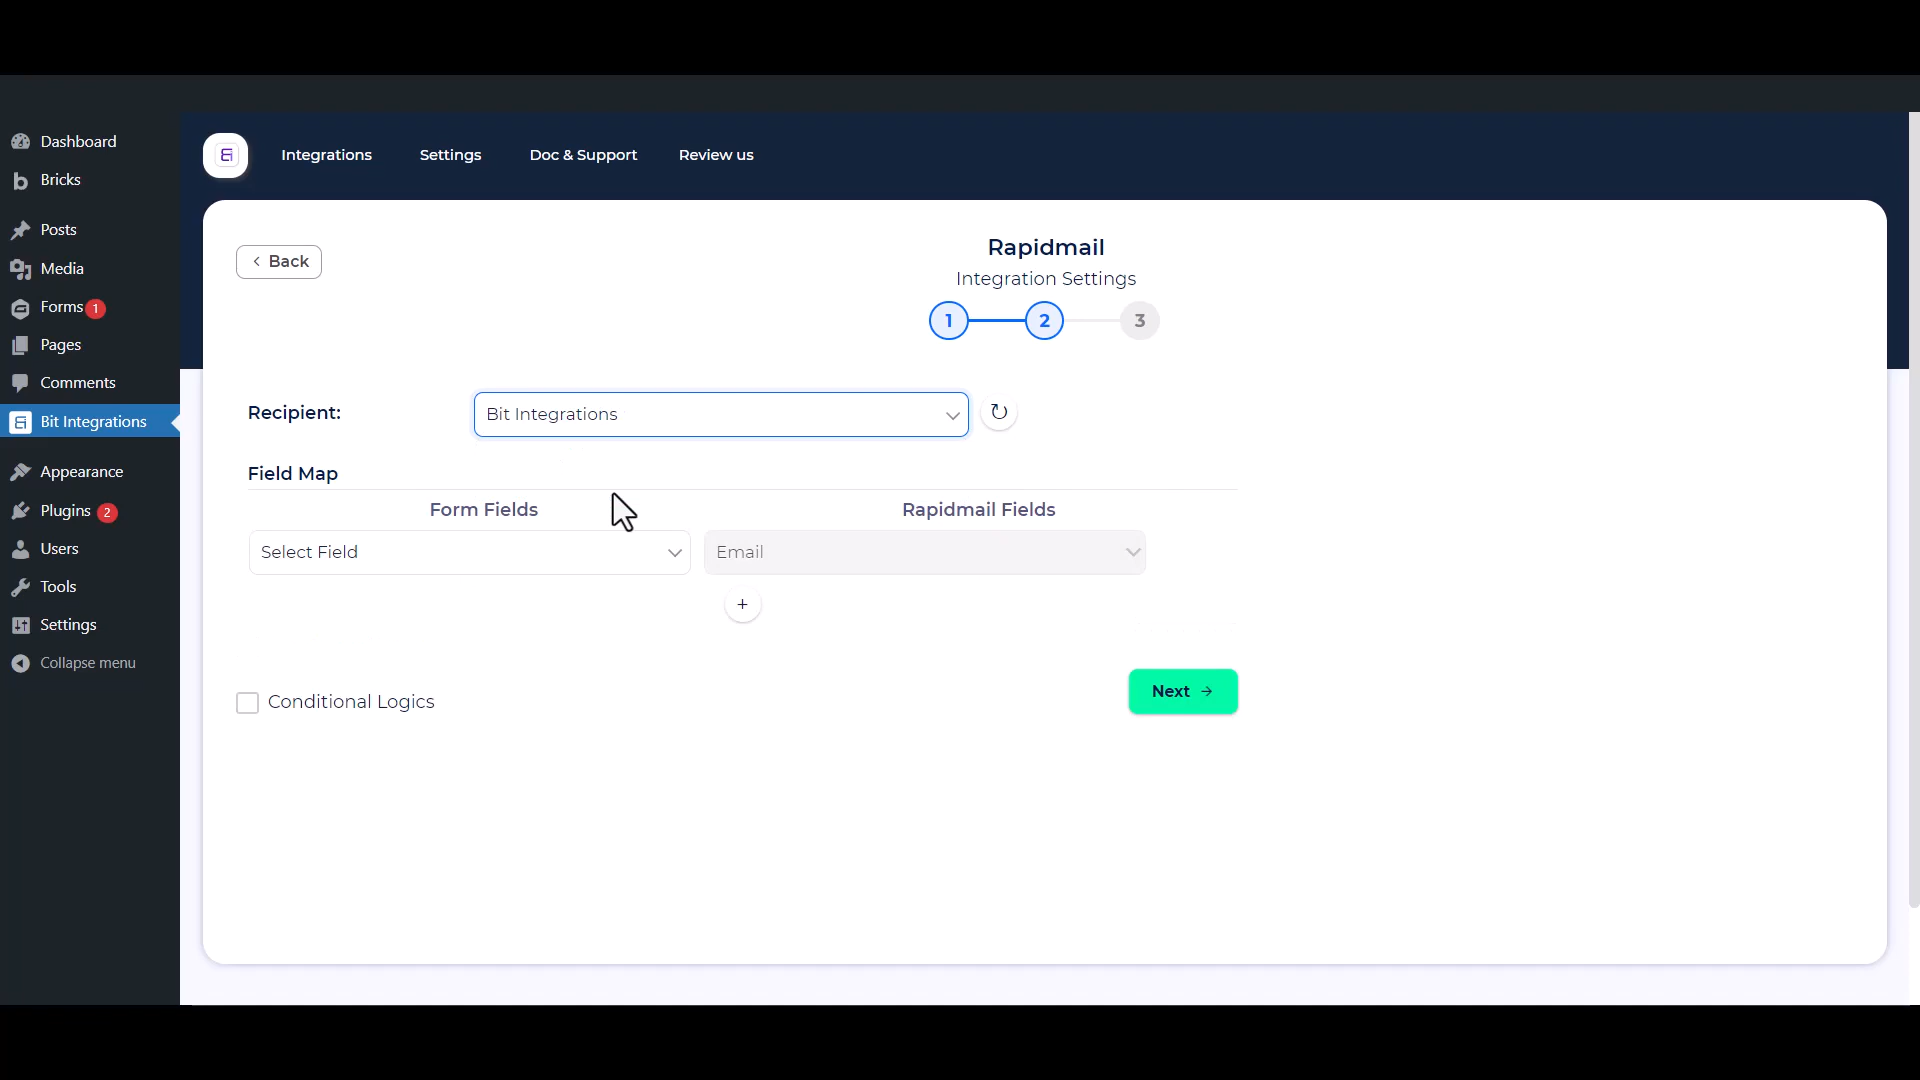 Dashboard
Bricks
Posts
Media
Forms 1
Pages
Comments
Bit Integrations
Appearance
Plugins 2
Users
Tools
Settings
Collapse menu
Integrations Settings Doc & Support Review us
Back
Rapidmail
Integration Settings
1 2 3
Recipient: Bit Integrations
Field Map
Form Fields Rapidmail Fields
Select Field Email
+
Conditional Logics
Next